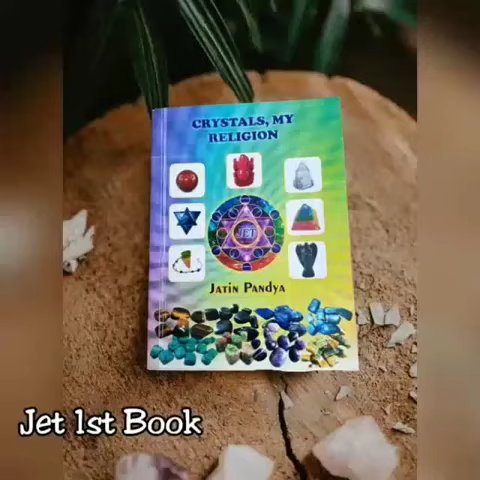 CRYSTALS, MY
RELIGION
JET
JATIN PANDYA
Jet 1st Book